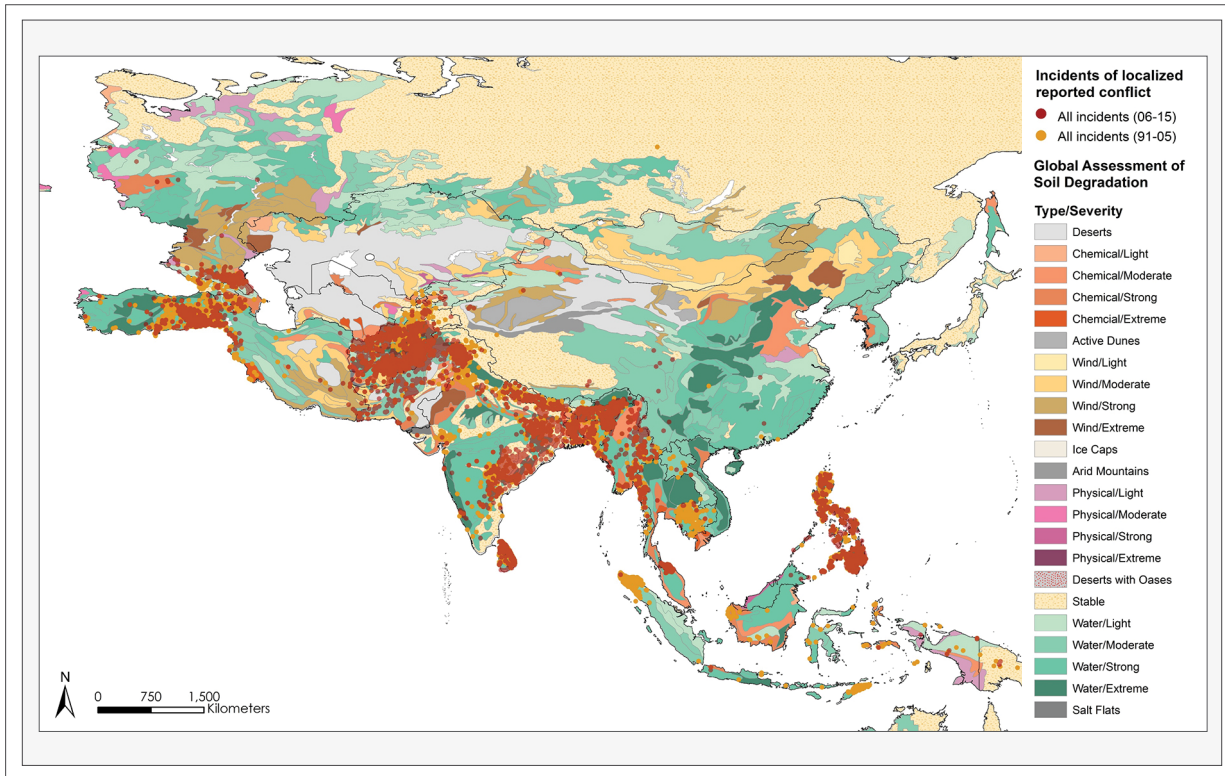 Incidents of localized
reported conflict
All incidents (06-15)
All incidents (91-05)
Global Assessment of
Soil Degradation
Type/Severity
Deserts
Chemical/Light
Chemical/Moderate
Chemical/Strong
Chemcial/Extreme
Active Dunes
Wind/Light
Wind/Moderate
Wind/Strong
Wind/Extreme
Ice Caps
Arid Mountains
Physical/Light
Physical/Moderate
Physical/Strong
Physical/Extreme
Deserts with Oases
Stable
Water/Light
Water/Moderate
Water/Strong
Water/Extreme
Salt Flats
N
0 750 1,500
Kilometers